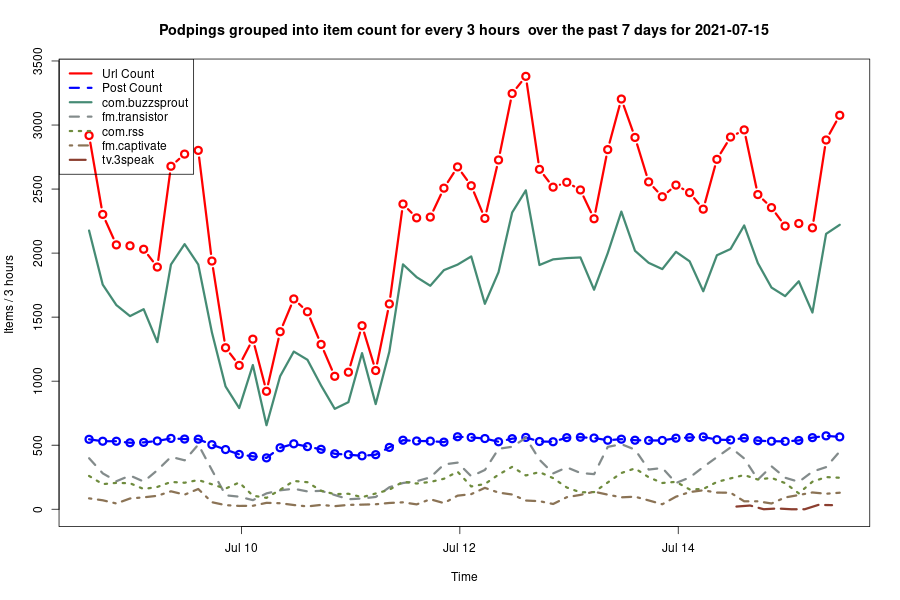 Podpings grouped into item count for every 3 hours  over the past 7 days for 2021-07-15
Url Count
Post Count
com.buzzsprout
fm.transistor
com.rss
fm.captivate
tv.3speak
Items / 3 hours
3500
3000
2500
2000
1500
1000
500
0
Jul 10
Jul 12
Jul 14
Time